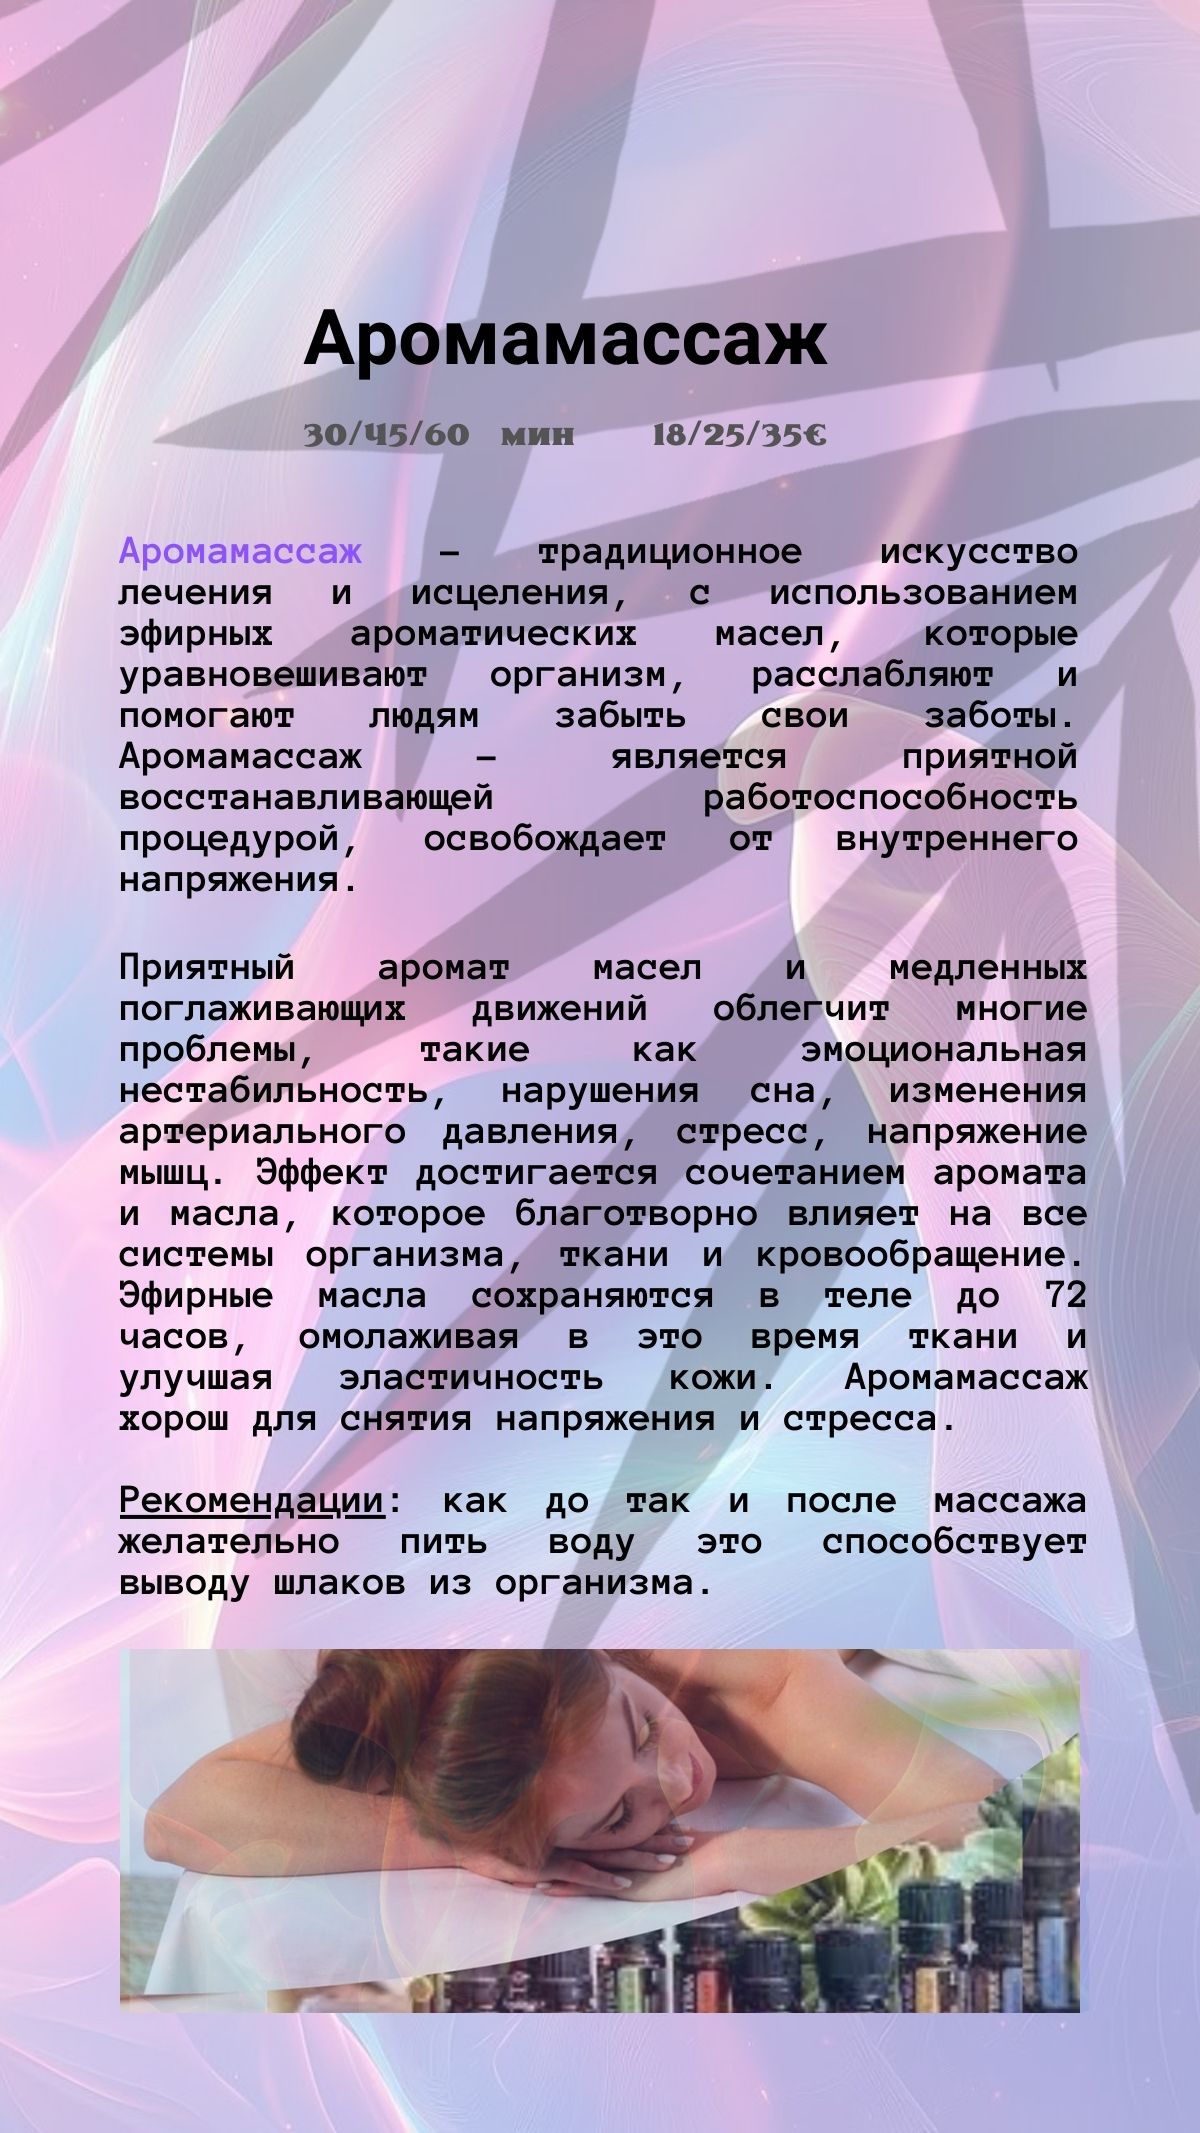 Аромамассаж
30/45/60 мин 18/25/35€
Аромамассаж – традиционное искусство
лечения и исцеления, с использованием
эфирных ароматических масел, которые
уравновешивают организм, расслабляют и
помогают людям забыть свои заботы.
Аромамассаж – является приятной
восстанавливающей работоспособность
процедурой, освобождает от внутреннего
напряжения.
Приятный аромат масел и медленных
поглаживающих движений облегчит многие
проблемы, такие как эмоциональная
нестабильность, нарушения сна, изменения
артериального давления, стресс, напряжение
мышц. Эффект достигается сочетанием аромата
и масла, которое благотворно влияет на все
системы организма, ткани и кровообращение.
Эфирные масла сохраняются в теле до 72
часов, омолаживая в это время ткани и
улучшая эластичность кожи. Аромамассаж
хорош для снятия напряжения и стресса.
Рекомендации: как до так и после массажа
желательно пить воду это способствует
выводу шлаков из организма.